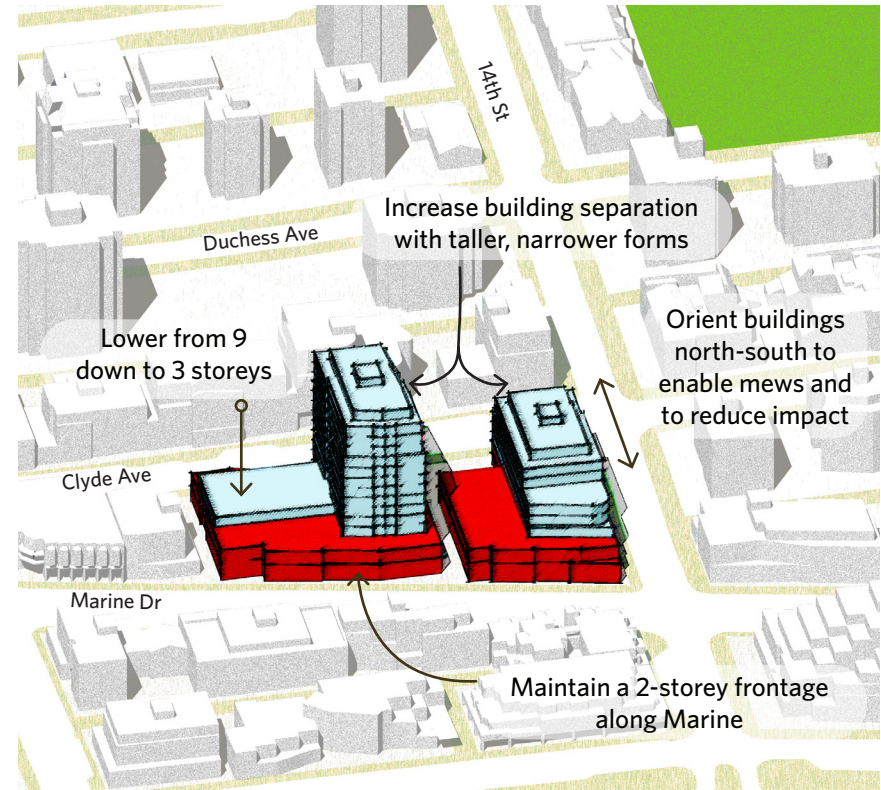 14th St
Increase building separation
with taller, narrower forms
Duchess Ave
Lower from 9
down to 3 storeys
Orient buildings
north-south to
enable mews and
to reduce impact
Clyde Ave
Marine Dr
Maintain a 2-storey frontage
along Marine